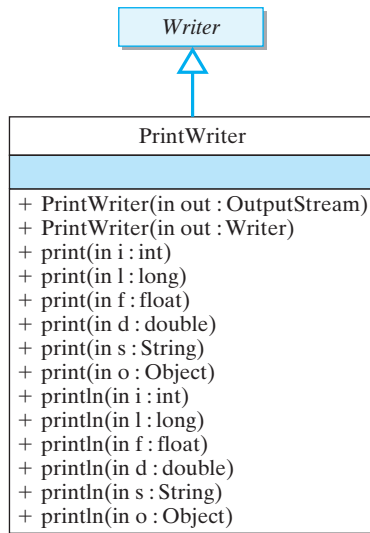 Writer
PrintWriter
+ PrintWriter(in out : OutputStream)
+ PrintWriter(in out : Writer)
+ print(in i : int)
+ print(in l : long)
+ print(in f : float)
+ print(in d : double)
+ print(in s : String)
+ print(in o : Object)
+ println(in i : int)
+ println(in l : long)
+ println(in f : float)
+ println(in d : double)
+ println(in s : String)
+ println(in o : Object)